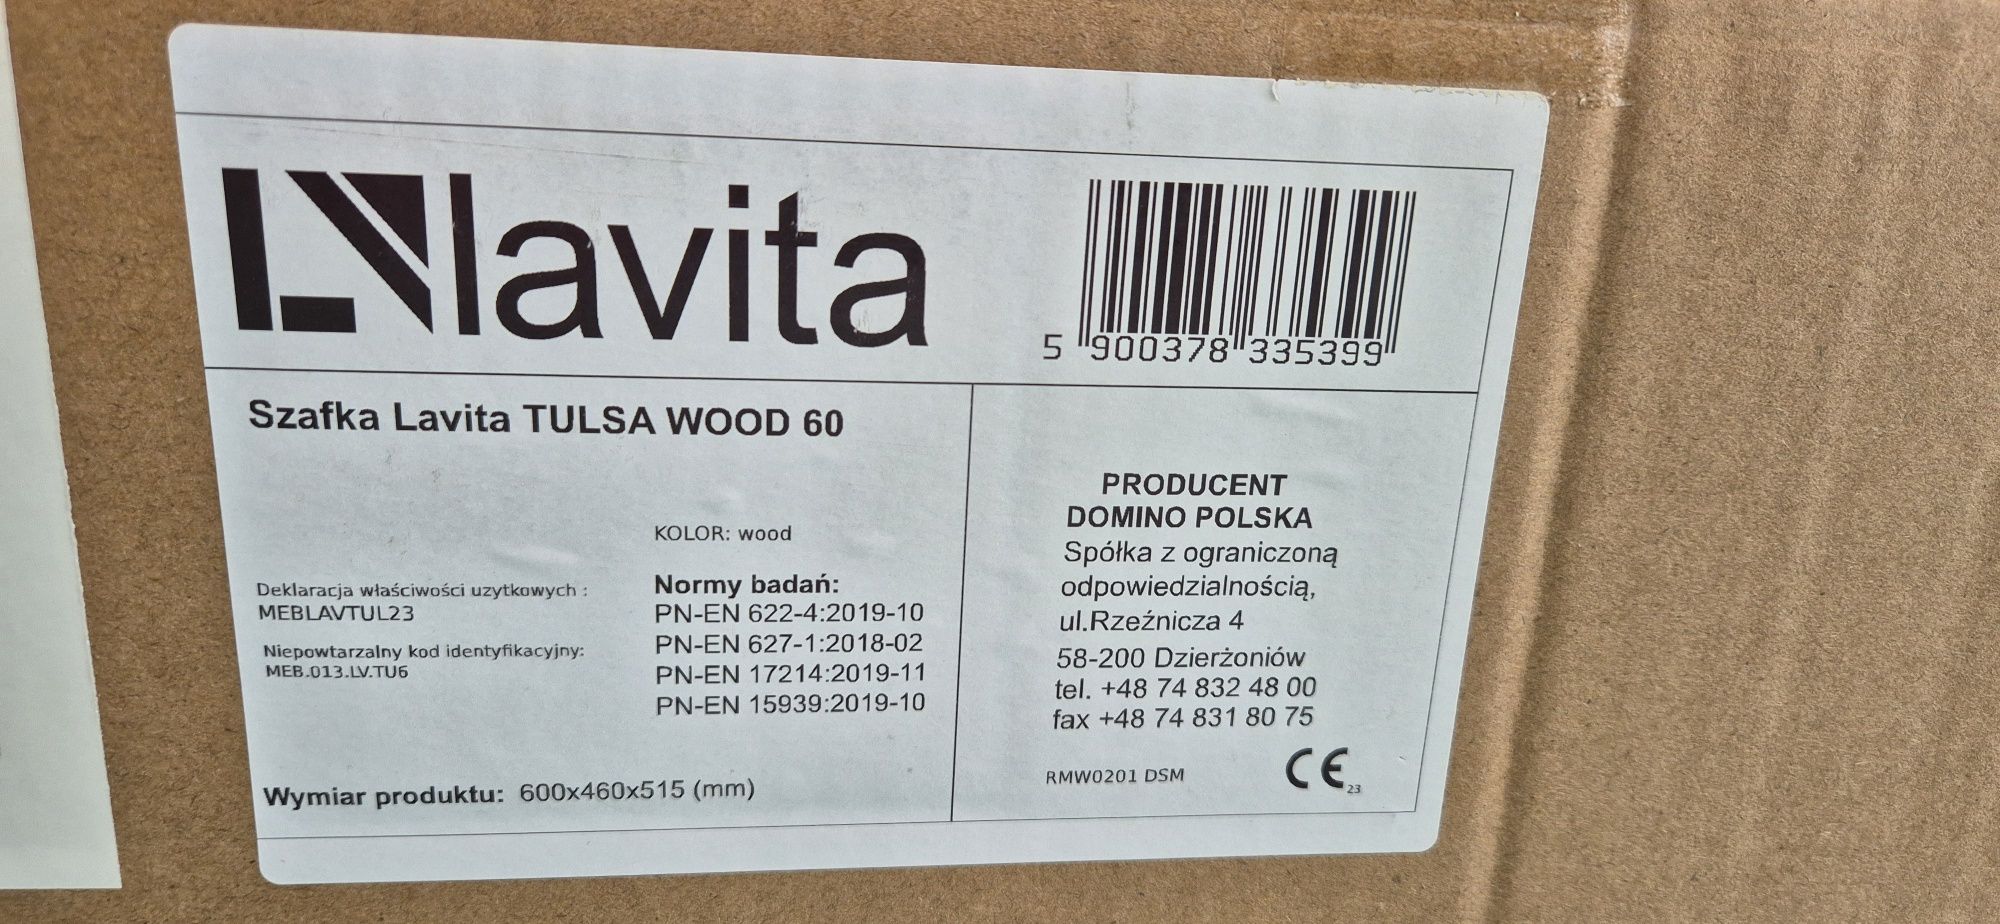 lavita
5 900378 335399
Szafka Lavita TULSA WOOD 60
KOLOR: wood
Deklaracja właściwości uzytkowych :
MEBLAVTUL23
Niepowtarzalny kod identyfikacyjny:
MEB.013.LV.TU6
Normy badań:
PN-EN 622-4:2019-10
PN-EN 627-1:2018-02
PN-EN 17214:2019-11
PN-EN 15939:2019-10
Wymiar produktu: 600x460x515 (mm)
PRODUCENT
DOMINO POLSKA
Spółka z ograniczoną
odpowiedzialnością,
ul.Rzeźnicza 4
58-200 Dzierżoniów
tel. +48 74 832 48 00
fax +48 74 831 80 75
RMW0201 DSM
CE 23